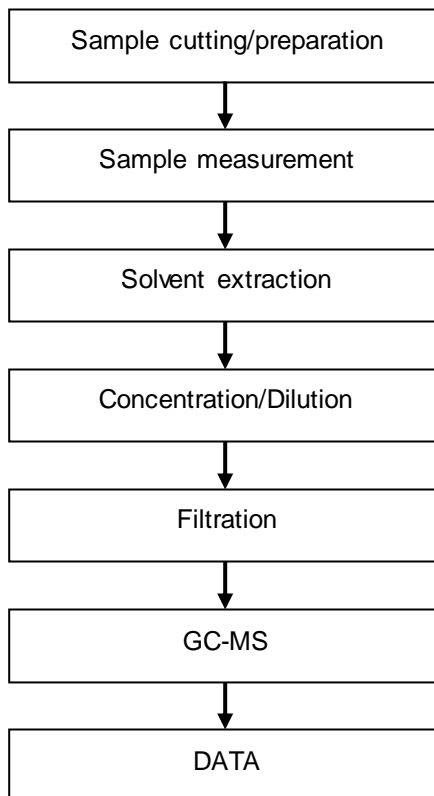 Sample cutting/preparation
Sample measurement
Solvent extraction
Concentration/Dilution
Filtration
GC-MS
DATA